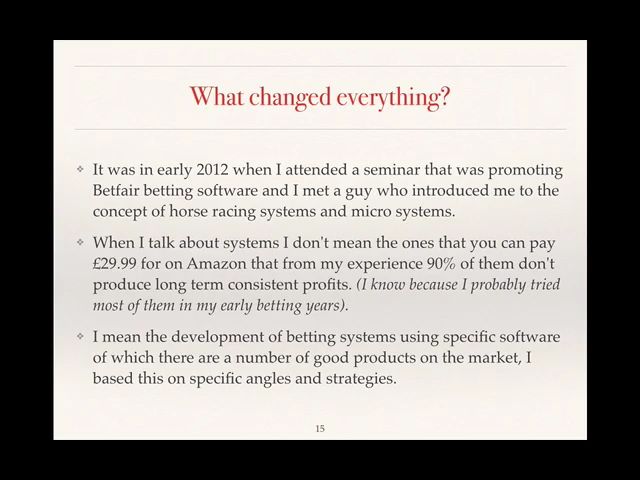 What changed everything?
❖ It was in early 2012 when I attended a seminar that was promoting
Betfair betting software and I met a guy who introduced me to the
concept of horse racing systems and micro systems.
❖ When I talk about systems I don't mean the ones that you can pay
£29.99 for on Amazon that from my experience 90% of them don't
produce long term consistent profits. (I know because I probably tried
most of them in my early betting years).
❖ I mean the development of betting systems using specific software
of which there are a number of good products on the market, I
based this on specific angles and strategies.
15